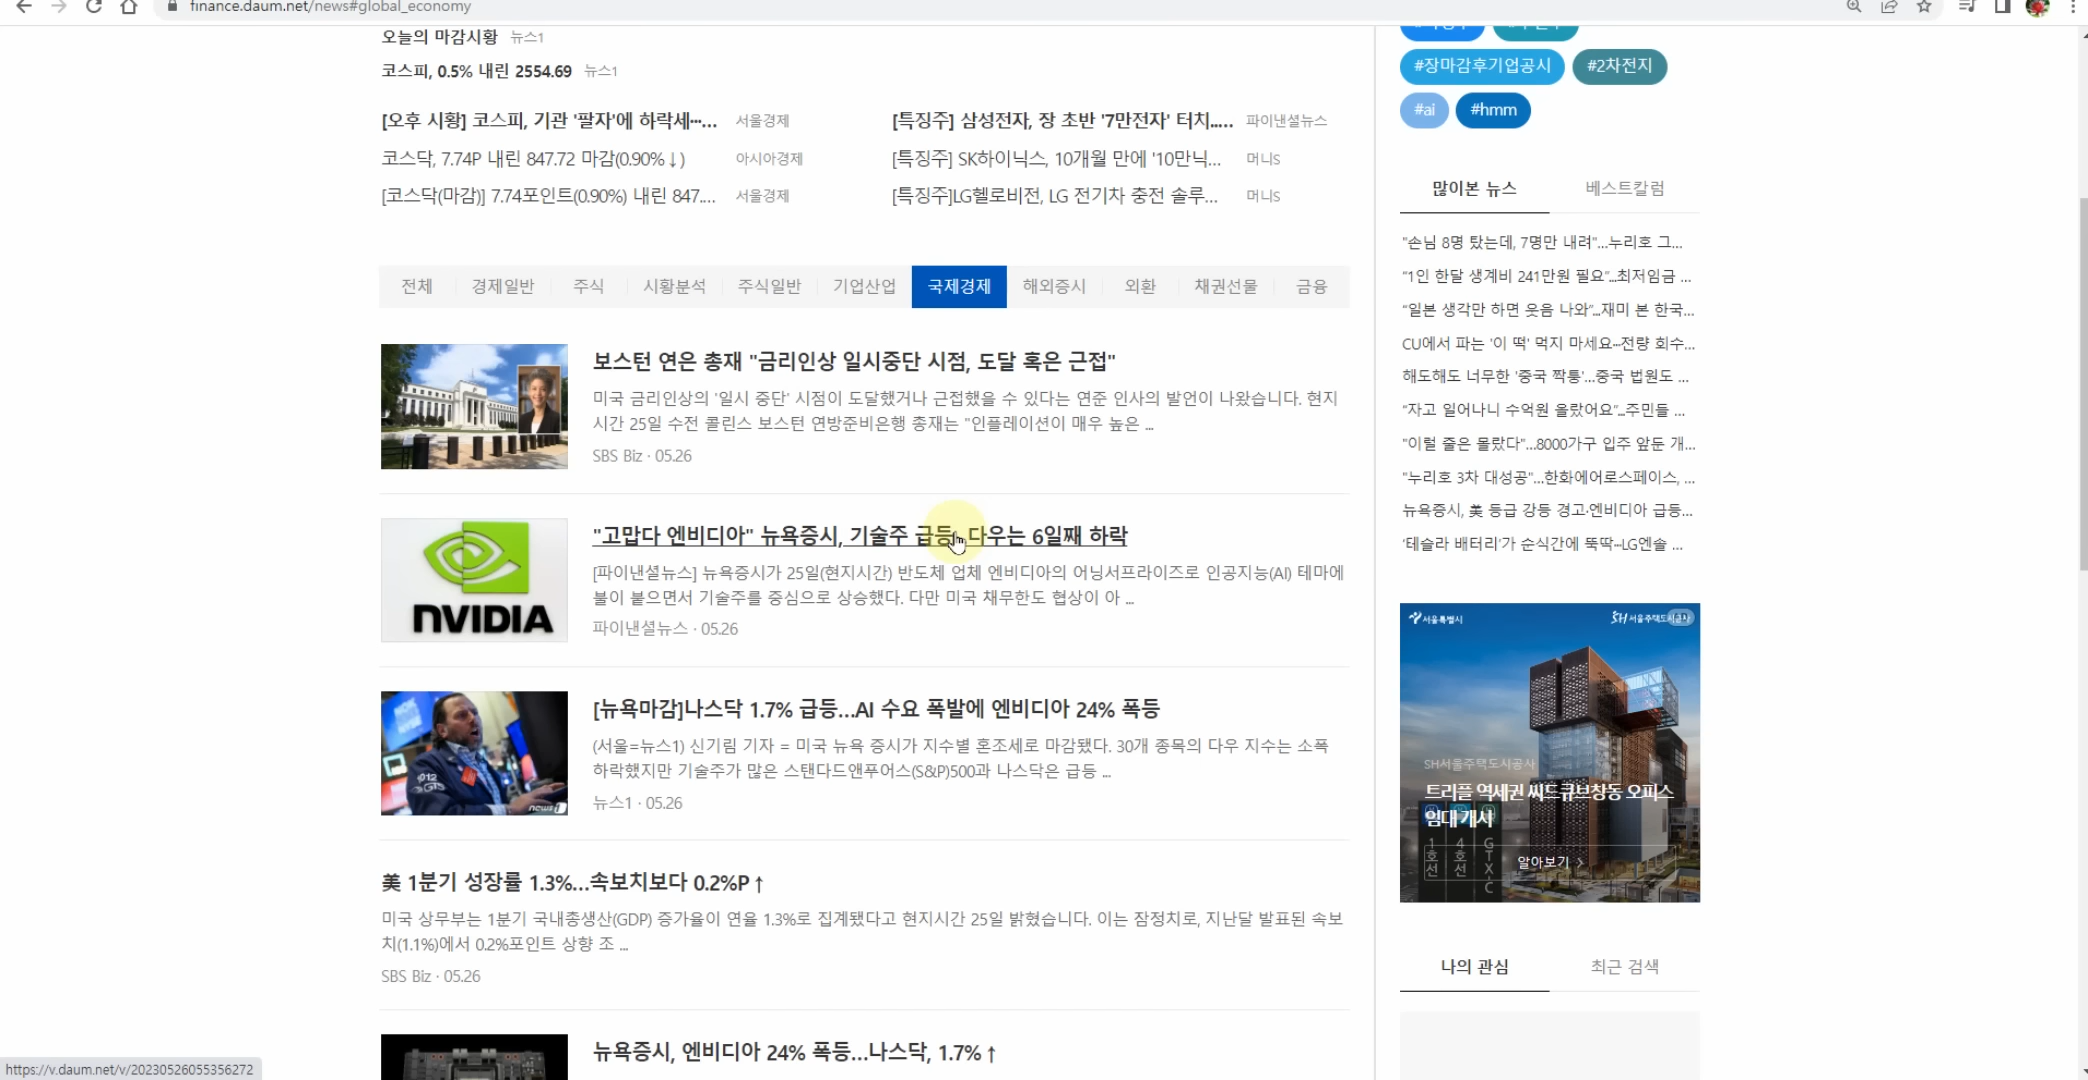 finance.daum.net/news#global_economy
오늘의 마감시황 뉴스1
코스피, 0.5% 내린 2554.69 뉴스1
[오후 시황] 코스피, 기관 '팔자'에 하락세···... 서울경제
코스닥, 7.74P 내린 847.72 마감(0.90%↓) 아시아경제
[코스닥(마감)] 7.74포인트(0.90%) 내린 847.... 서울경제
[특징주] 삼성전자, 장 초반 '7만전자' 터치..... 파이낸셜뉴스
[특징주] SK하이닉스, 10개월 만에 '10만닉... 머니S
[특징주]LG헬로비전, LG 전기차 충전 솔루... 머니S
전체 경제일반 주식 시황분석 주식일반 기업산업 국제경제 해외증시 외환 채권선물 금융
보스턴 연은 총재 "금리인상 일시중단 시점, 도달 혹은 근접"
미국 금리인상의 '일시 중단' 시점이 도달했거나 근접했을 수 있다는 연준 인사의 발언이 나왔습니다. 현지
시간 25일 수전 콜린스 보스턴 연방준비은행 총재는 "인플레이션이 매우 높은 ...
SBS Biz · 05.26
NVIDIA
"고맙다 엔비디아" 뉴욕증시, 기술주 급등, 다우는 6일째 하락
[파이낸셜뉴스] 뉴욕증시가 25일(현지시간) 반도체 업체 엔비디아의 어닝서프라이즈로 인공지능(AI) 테마에
불이 붙으면서 기술주를 중심으로 상승했다. 다만 미국 채무한도 협상이 아 ...
파이낸셜뉴스 · 05.26
news1
[뉴욕마감]나스닥 1.7% 급등...AI 수요 폭발에 엔비디아 24% 폭등
(서울=뉴스1) 신기림 기자 = 미국 뉴욕 증시가 지수별 혼조세로 마감됐다. 30개 종목의 다우 지수는 소폭
하락했지만 기술주가 많은 스탠다드앤푸어스(S&P)500과 나스닥은 급등 ...
뉴스1 · 05.26
美 1분기 성장률 1.3%...속보치보다 0.2%P↑
미국 상무부는 1분기 국내총생산(GDP) 증가율이 연율 1.3%로 집계됐다고 현지시간 25일 밝혔습니다. 이는 잠정치로, 지난달 발표된 속보
치(1.1%)에서 0.2%포인트 상향 조 ...
SBS Biz · 05.26
뉴욕증시, 엔비디아 24% 폭등...나스닥, 1.7%↑
https://v.daum.net/v/20230526055356272
#장마감후기업공시 #2차전지
#ai #hmm
많이본 뉴스 베스트칼럼
"손님 8명 탔는데, 7명만 내려"...누리호 그...
"1인 한달 생계비 241만원 필요"...최저임금 ...
"일본 생각만 하면 웃음 나와"...재미 본 한국...
CU에서 파는 '이 떡' 먹지 마세요···전량 회수...
해도해도 너무한 '중국 짝퉁'...중국 법원도 ...
"자고 일어나니 수억원 올랐어요"...주민들 ...
"이럴 줄은 몰랐다"...8000가구 입주 앞둔 개...
"누리호 3차 대성공"...한화에어로스페이스, ...
뉴욕증시, 美 등급 강등 경고·엔비디아 급등...
'테슬라 배터리'가 순식간에 뚝딱···LG엔솔 ...
서울특별시
SH서울주택도시공사
SH서울주택도시공사
트리플 역세권 씨드큐브창동 오피스
임대 개시
1호선 4호선 GTX-C
알아보기 >
나의 관심 최근 검색